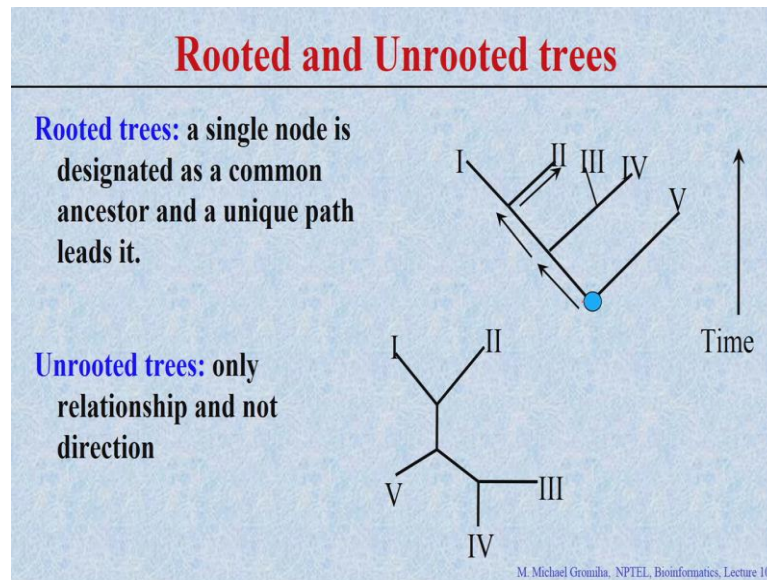 Rooted and Unrooted trees
Rooted trees: a single node is
designated as a common
ancestor and a unique path
leads it.
I
II
III
IV
V
Time
Unrooted trees: only
relationship and not
direction
I
II
V
III
IV
M. Michael Gromiha, NPTEL, Bioinformatics, Lecture 10